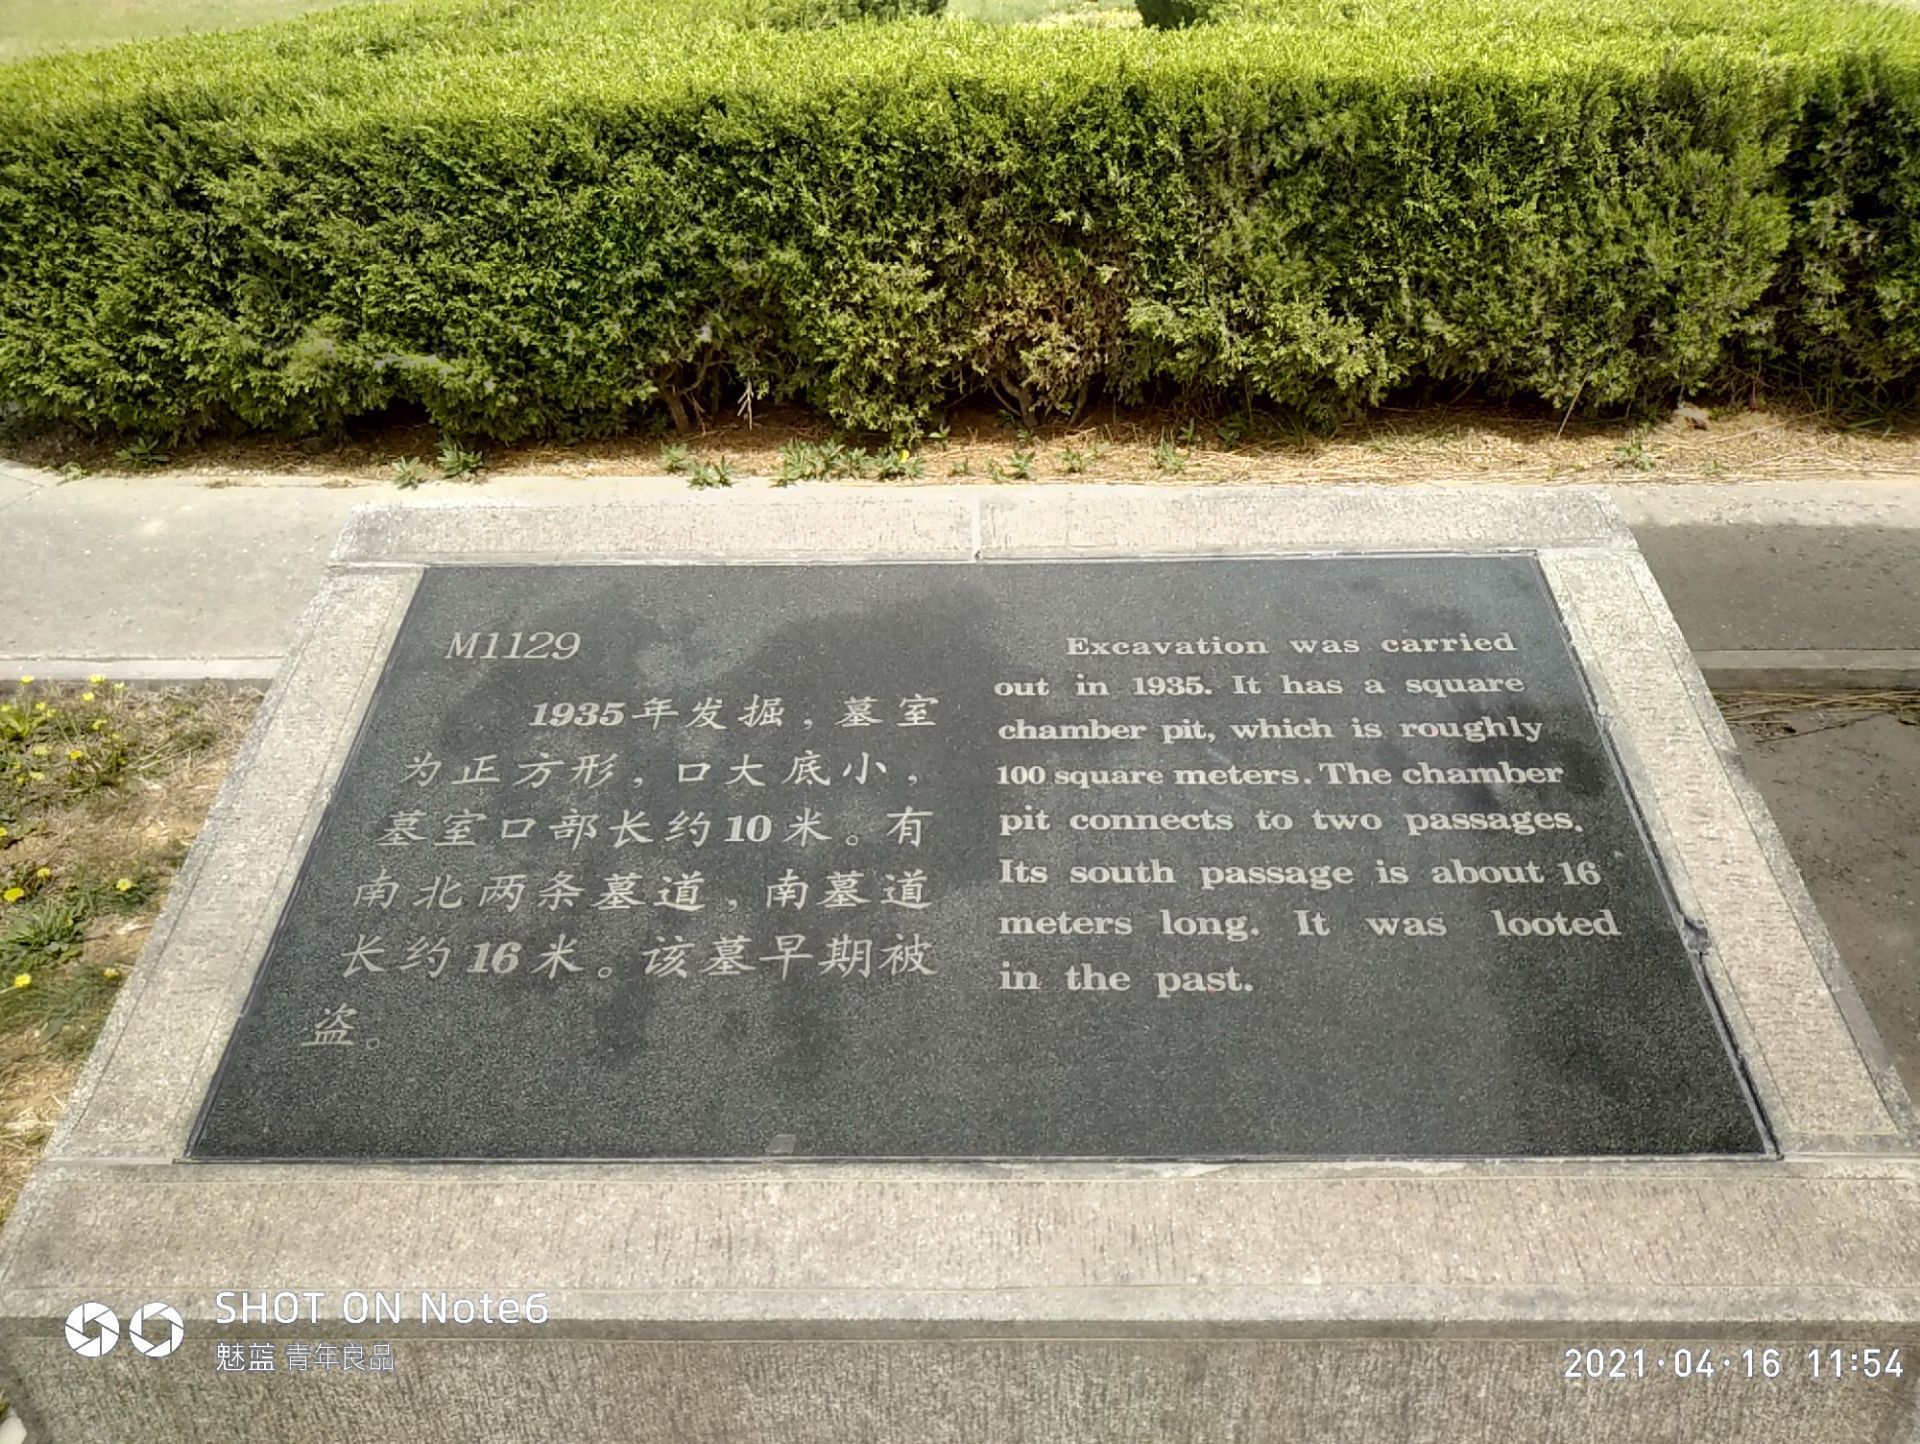 M1129
1935年发掘，墓室
为正方形，口大底小，
墓室口部长约10米。有
南北两条墓道，南墓道
长约16米。该墓早期被
盗。
Excavation was carried
out in 1935. It has a square
chamber pit, which is roughly
100 square meters. The chamber
pit connects to two passages.
Its south passage is about 16
meters long. It was looted
in the past.
SHOT ON Note6
魅蓝 青年良品
2021·04·16 11:54